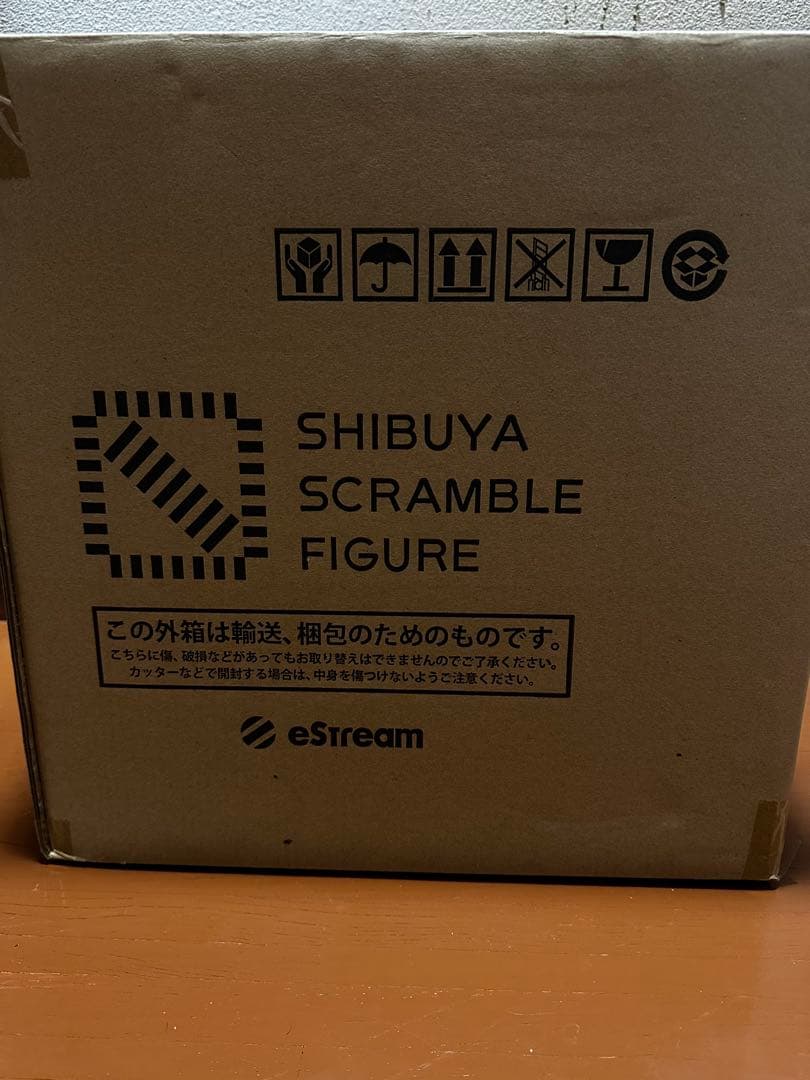 SHIBUYA
SCRAMBLE
FIGURE
この外箱は輸送、梱包のためのものです。
こちらに傷、破損などがあってもお取り替えはできませんのでご了承ください。
カッターなどで開封する場合は、中身を傷つけないようご注意ください。
eStream